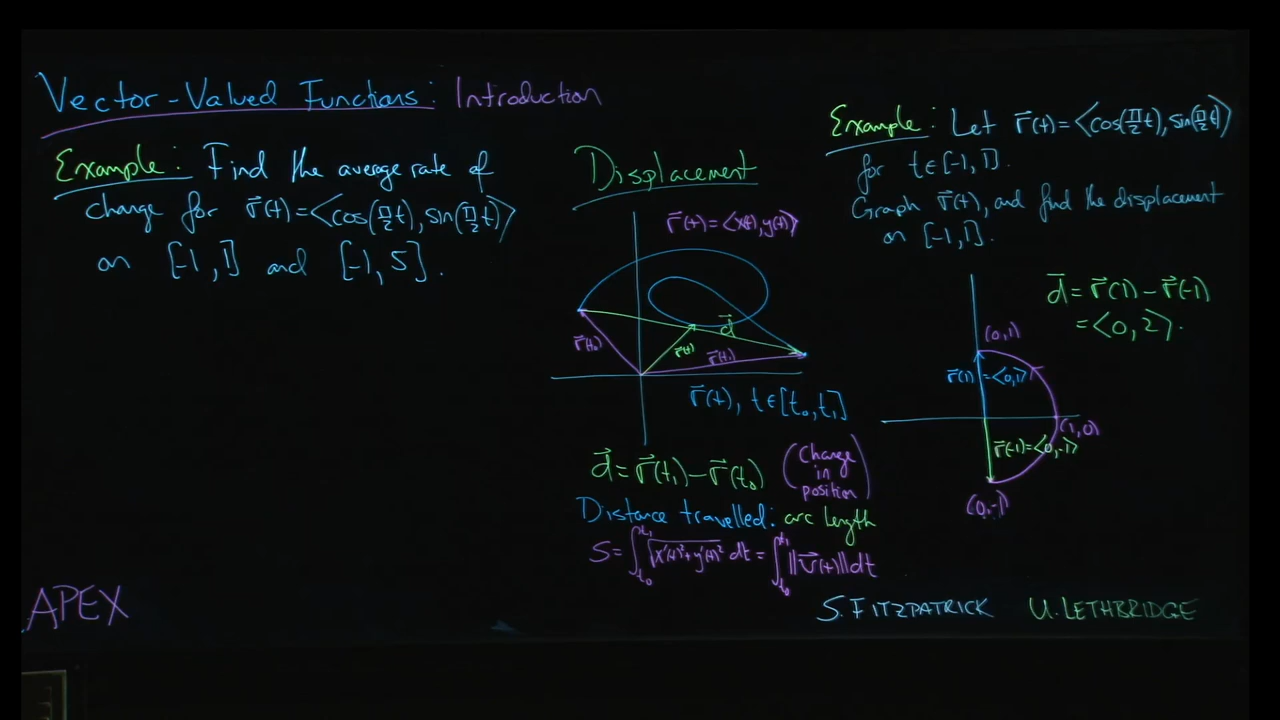 Vector-Valued Functions: Introduction
Example: Find the average rate of
change for r⃗(t)=⟨cos(π/2 t), sin(π/2 t)⟩
on [-1,1] and [-1,5].
Displacement
r⃗(t)=⟨x(t),y(t)⟩
r⃗(t₀)
r⃗(t)
d⃗
r⃗(t₁)
r⃗(t), t∈[t₀,t₁]
d⃗=r⃗(t₁)-r⃗(t₀)
(Change
in
position)
Distance travelled: arc length
S=∫_{t₀}^{t₁} √(x'(t)²+y'(t)²) dt = ∫_{t₀}^{t₁} ||v⃗(t)||dt
Example: Let r⃗(t)=⟨cos(π/2 t), sin(π/2 t)⟩
for t∈[-1,1].
Graph r⃗(t), and find the displacement
on [-1,1].
d⃗=r⃗(1)-r⃗(-1)
=⟨0,2⟩.
(0,1)
r⃗(1)=⟨0,1⟩
(1,0)
r⃗(-1)=⟨0,-1⟩
(0,-1)
APEX
S. FITZPATRICK U. LETHBRIDGE